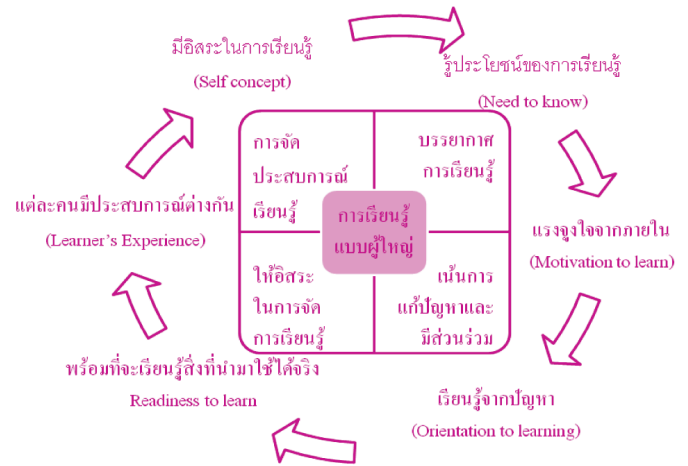 มีอิสระในการเรียนรู้
(Self concept)
รู้ประโยชน์ของการเรียนรู้
(Need to know)
แรงจูงใจจากภายใน
(Motivation to learn)
เรียนรู้จากปัญหา
(Orientation to learning)
พร้อมที่จะเรียนรู้สิ่งที่นำมาใช้ได้จริง
Readiness to learn
แต่ละคนมีประสบการณ์ต่างกัน
(Learner's Experience)
การจัด
ประสบการณ์
เรียนรู้
บรรยากาศ
การเรียนรู้
การเรียนรู้
แบบผู้ใหญ่
ให้อิสระ
ในการจัด
การเรียนรู้
เน้นการ
แก้ปัญหาและ
มีส่วนร่วม